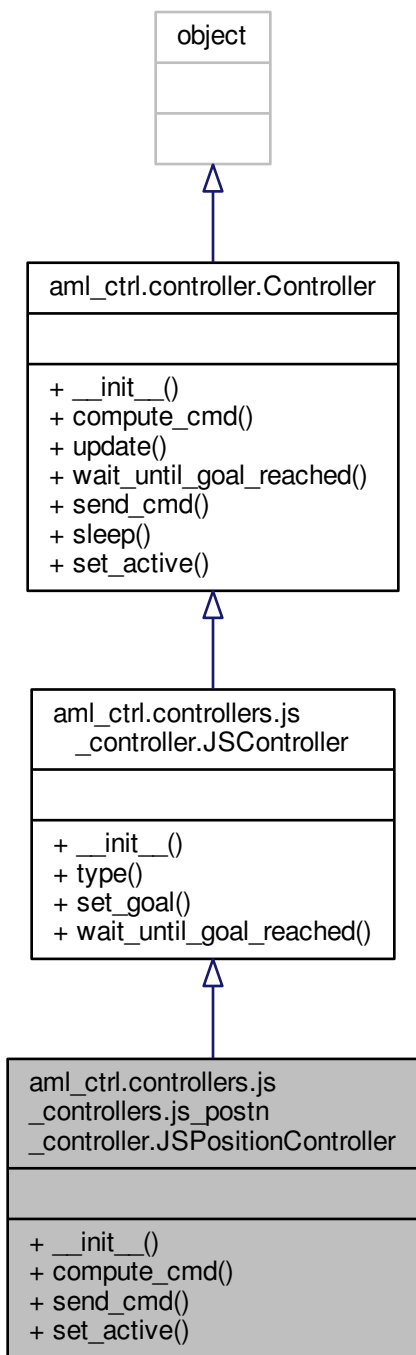 object
aml_ctrl.controller.Controller
+ __init__()
+ compute_cmd()
+ update()
+ wait_until_goal_reached()
+ send_cmd()
+ sleep()
+ set_active()
aml_ctrl.controllers.js
_controller.JSController
+ __init__()
+ type()
+ set_goal()
+ wait_until_goal_reached()
aml_ctrl.controllers.js
_controllers.js_postn
_controller.JSPositionController
+ __init__()
+ compute_cmd()
+ send_cmd()
+ set_active()